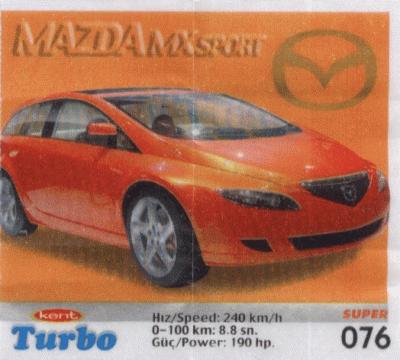 MAZDA MX SPORT
kent
Turbo
Hız/Speed: 240 km/h
0-100 km: 8.8 sn.
Güç/Power: 190 hp.
SUPER
076